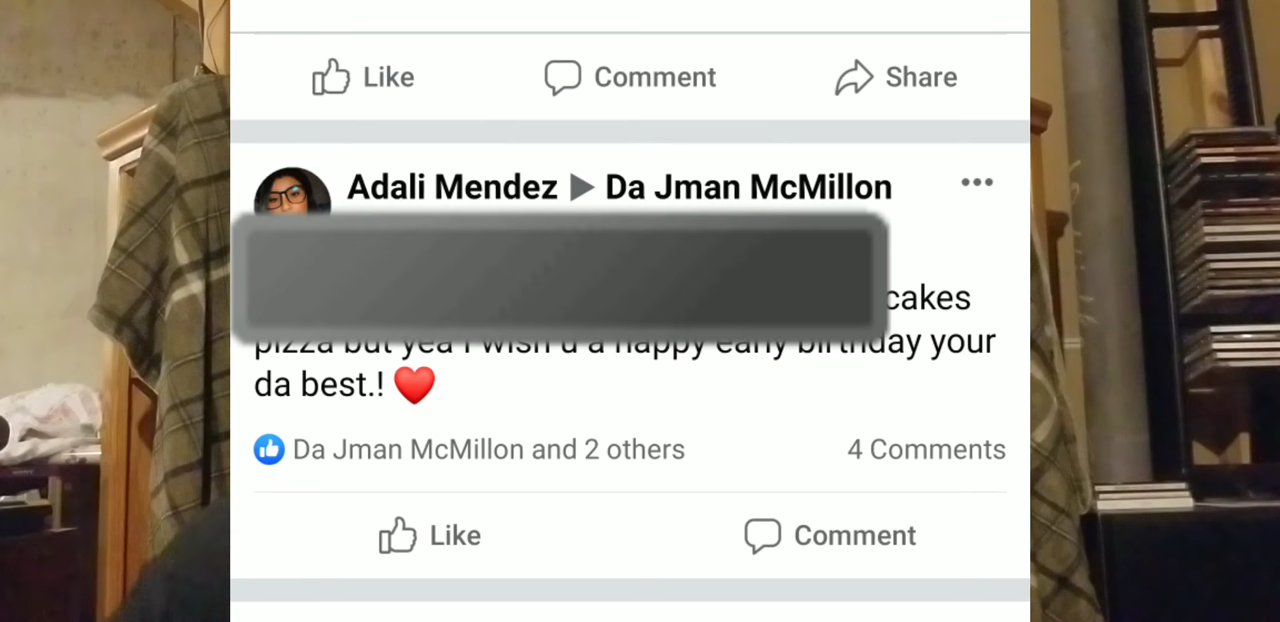 Like Comment Share
Adali Mendez ▶ Da Jman McMillon
cakes
pizza but yea i wish u a happy early birthday your
da best.! ❤️
Da Jman McMillon and 2 others 4 Comments
Like Comment